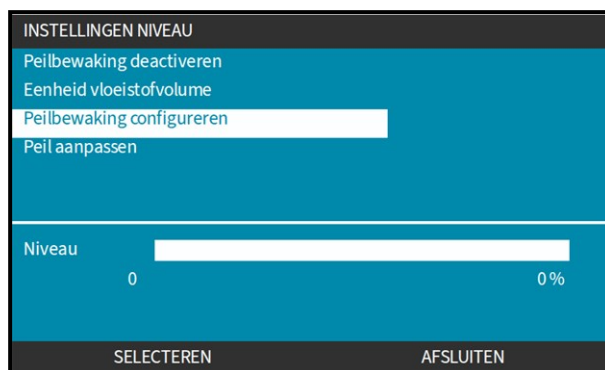 INSTELLINGEN NIVEAU
Peilbewaking deactiveren
Eenheid vloeistofvolume
Peilbewaking configureren
Peil aanpassen
Niveau
0 0 %
SELECTEREN AFSLUITEN